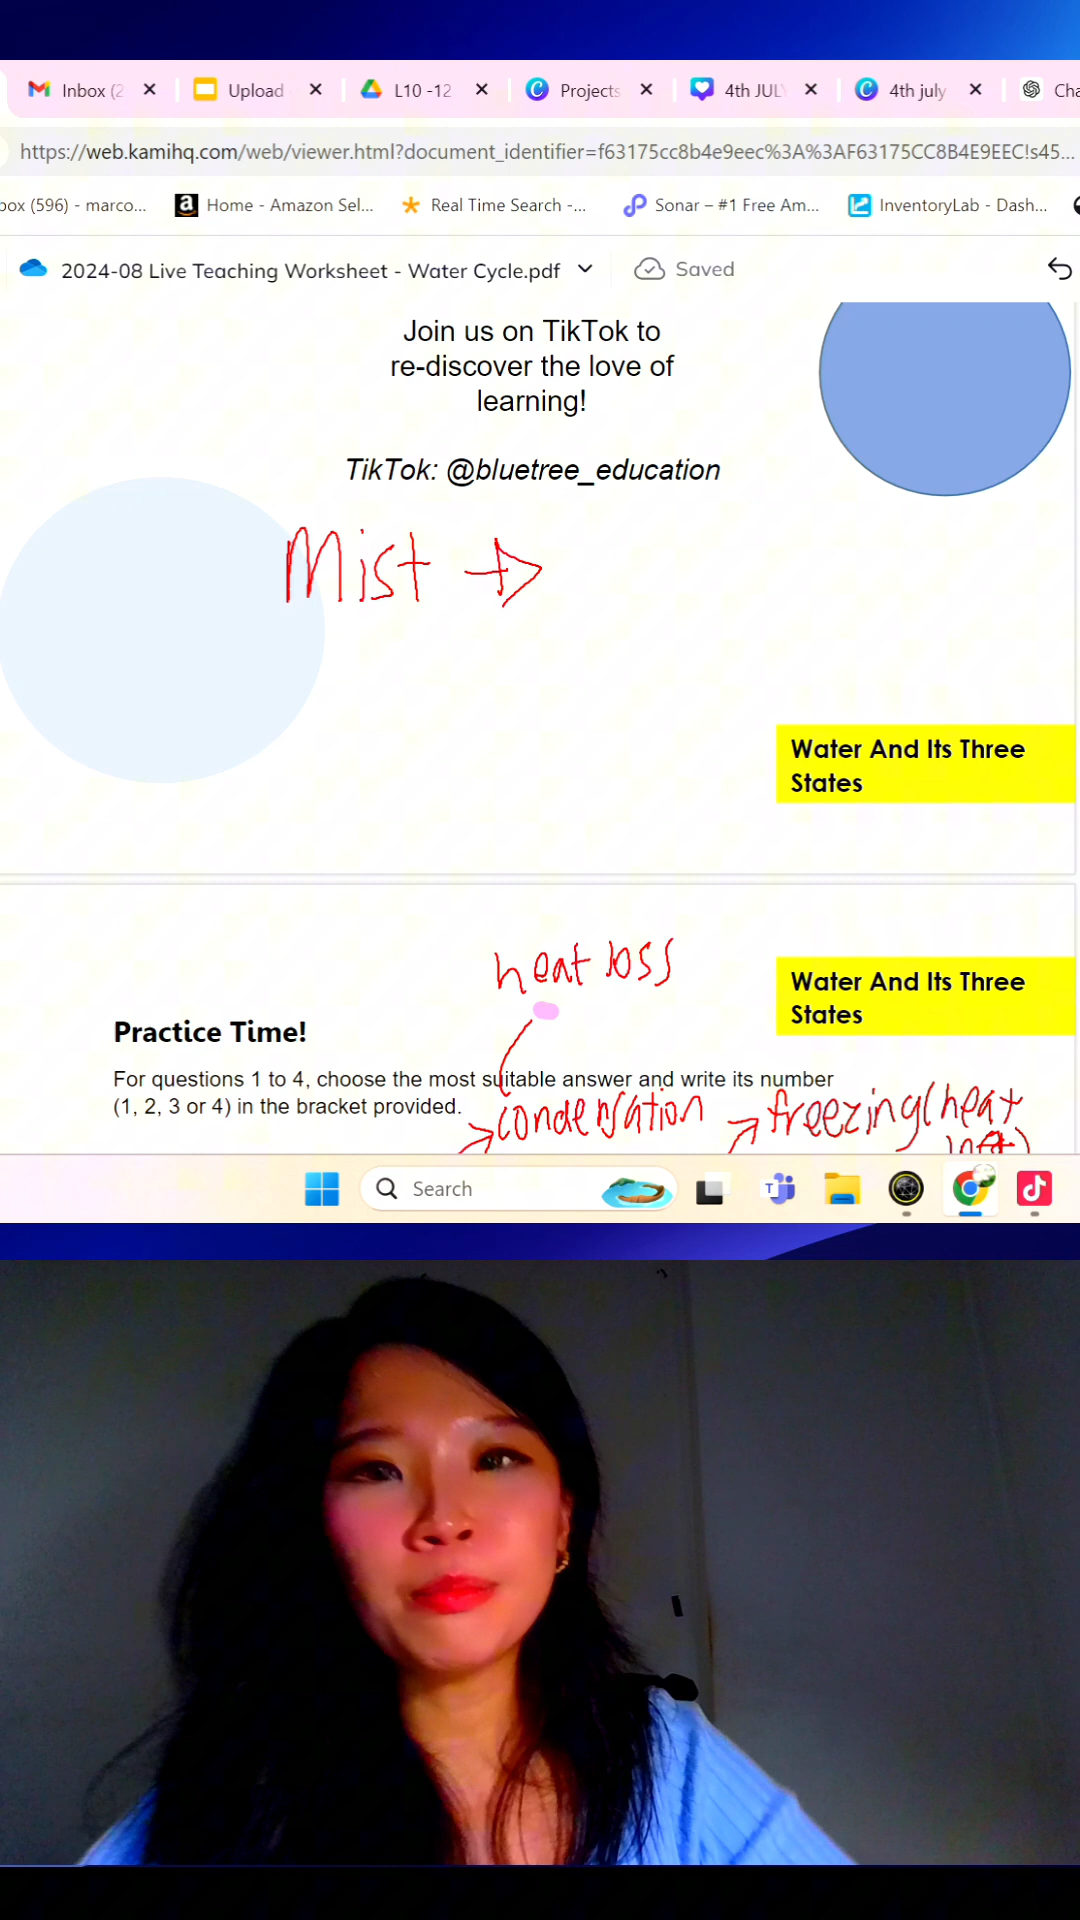 Inbox (2
Upload
L10 -12
Projects
4th JUL
4th july
Cha
https://web.kamihq.com/web/viewer.html?document_identifier=f63175cc8b4e9eec%3A%3AF63175CC8B4E9EEC!s45...
box (596) - marco...
Home - Amazon Sel...
Real Time Search -...
Sonar – #1 Free Am...
InventoryLab - Dash...
2024-08 Live Teaching Worksheet - Water Cycle.pdf
Saved
Join us on TikTok to
re-discover the love of
learning!
TikTok: @bluetree_education
Mist →
Water And Its Three
States
heat loss
Water And Its Three
States
Practice Time!
For questions 1 to 4, choose the most suitable answer and write its number
(1, 2, 3 or 4) in the bracket provided.
condensation
freezing(heat
Search